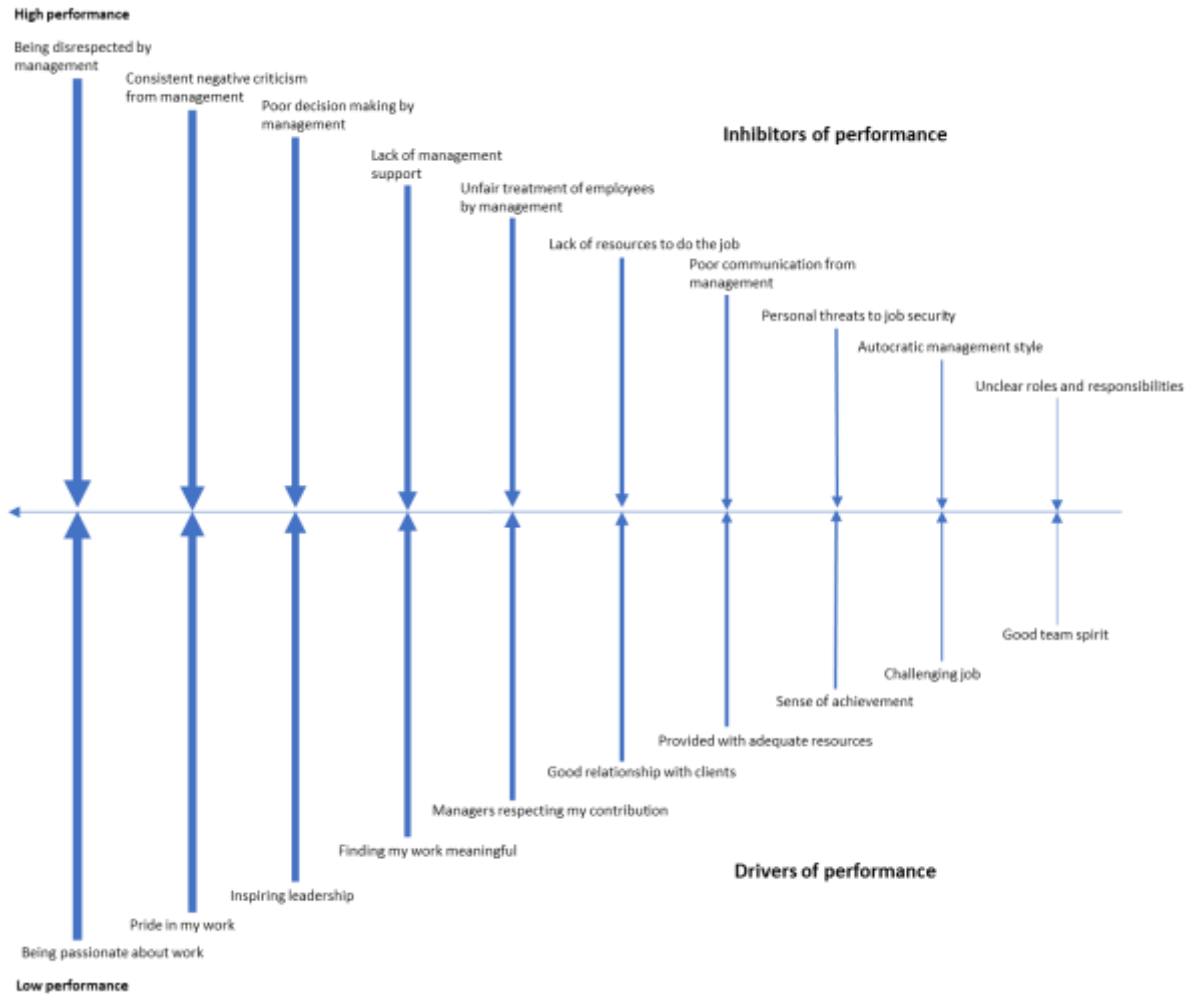 High performance
Being disrespected by
management
Consistent negative criticism
from management
Poor decision making by
management
Inhibitors of performance
Lack of management
support
Unfair treatment of employees
by management
Lack of resources to do the job
Poor communication from
management
Personal threats to job security
Autocratic management style
Unclear roles and responsibilities
Good team spirit
Challenging job
Sense of achievement
Provided with adequate resources
Good relationship with clients
Managers respecting my contribution
Finding my work meaningful
Drivers of performance
Inspiring leadership
Pride in my work
Being passionate about work
Low performance